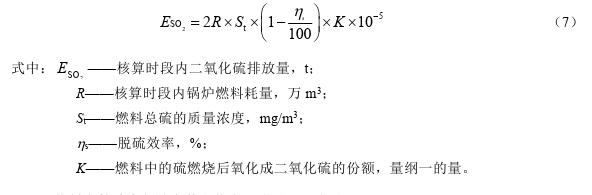 E_SO₂ = 2R × S_t × (1 − η_s/100) × K × 10⁻⁵ （7）
式中：E_SO₂——核算时段内二氧化硫排放量，t；
R——核算时段内锅炉燃料耗量，万 m³；
S_t——燃料总硫的质量浓度，mg/m³；
η_s——脱硫效率，%；
K——燃料中的硫燃烧后氧化成二氧化硫的份额，量纲一的量。